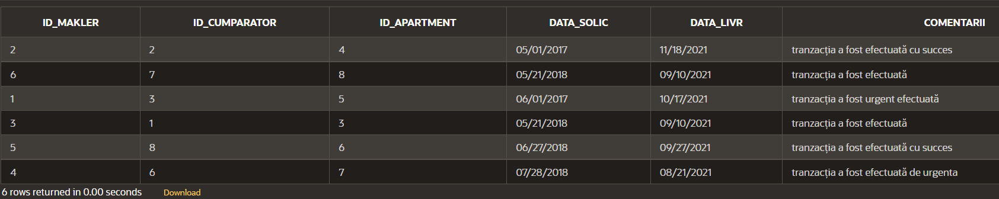 ID_MAKLER ID_CUMPARATOR ID_APARTMENT DATA_SOLIC DATA_LIVR COMENTARII
2 2 4 05/01/2017 11/18/2021 tranzacția a fost efectuată cu succes
6 7 8 05/21/2018 09/10/2021 tranzacția a fost efectuată
1 3 5 06/01/2017 10/17/2021 tranzacția a fost urgent efectuată
3 1 3 05/21/2018 09/10/2021 tranzacția a fost efectuată
5 8 6 06/27/2018 09/27/2021 tranzacția a fost efectuată cu succes
4 6 7 07/28/2018 08/21/2021 tranzacția a fost efectuată de urgenta
6 rows returned in 0.00 seconds Download